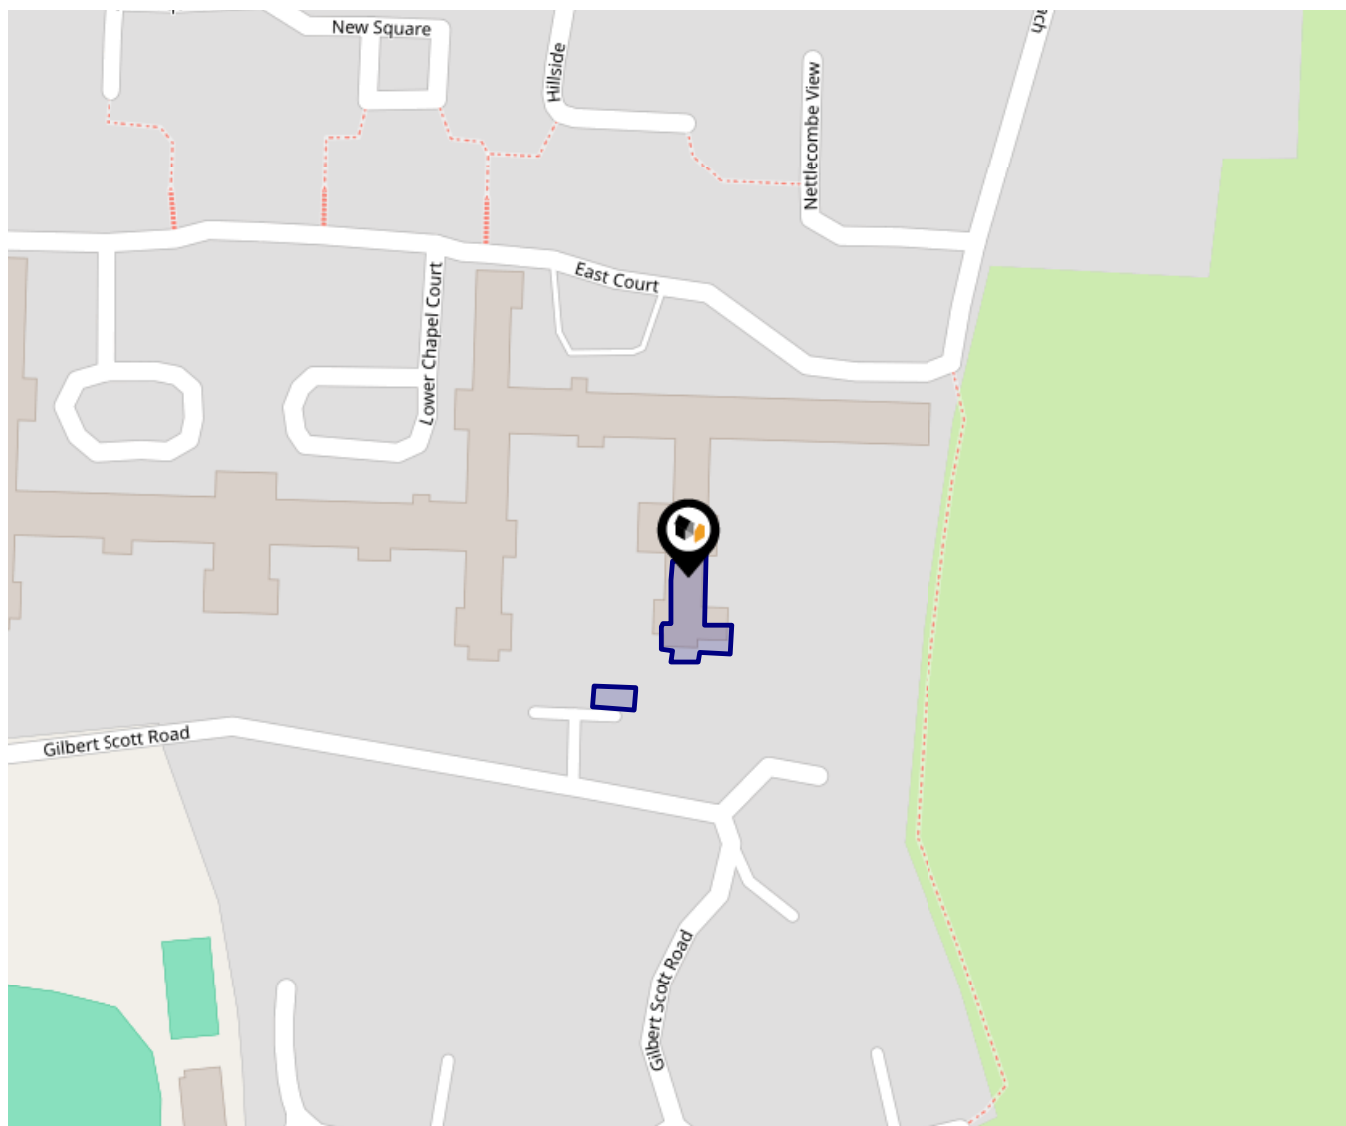 New Square
Hillside
Nettlecombe View
East Court
Lower Chapel Court
Gilbert Scott Road
Gilbert Scott Road